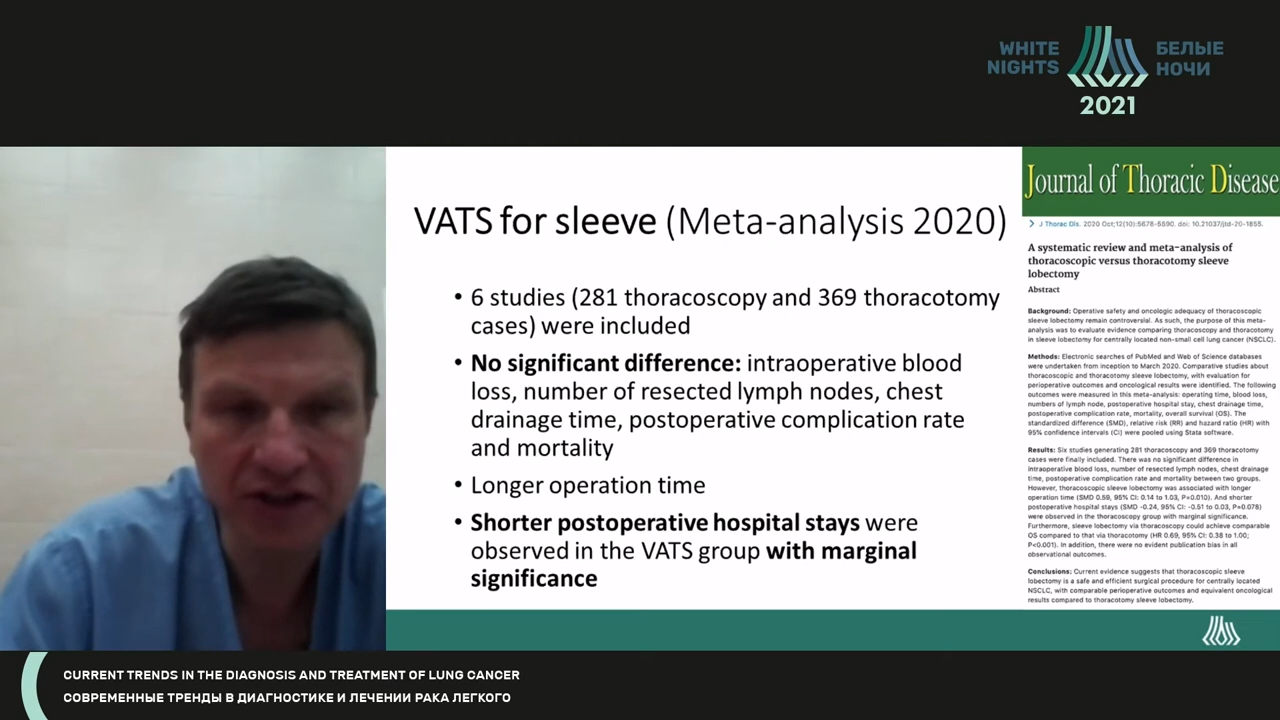 WHITE
NIGHTS
БЕЛЫЕ
НОЧИ
2021
VATS for sleeve (Meta-analysis 2020)
• 6 studies (281 thoracoscopy and 369 thoracotomy
cases) were included
• No significant difference: intraoperative blood
loss, number of resected lymph nodes, chest
drainage time, postoperative complication rate
and mortality
• Longer operation time
• Shorter postoperative hospital stays were
observed in the VATS group with marginal
significance
Journal of Thoracic Disease
J Thorac Dis. 2020 Oct;12(10):5678-5690. doi: 10.21037/jtd-20-1855.
A systematic review and meta-analysis of
thoracoscopic versus thoracotomy sleeve
lobectomy
Abstract
Background: Operative safety and oncologic adequacy of thoracoscopic
sleeve lobectomy remain controversial. As such, the purpose of this meta-
analysis was to evaluate evidence comparing thoracoscopy and thoracotomy
in sleeve lobectomy for centrally located non-small cell lung cancer (NSCLC).
Methods: Electronic searches of PubMed and Web of Science databases
were undertaken from inception to March 2020. Comparative studies about
thoracoscopic and thoracotomy sleeve lobectomy, with evaluation for
perioperative outcomes and oncological results were identified. The following
outcomes were measured in this meta-analysis: operating time, blood loss,
numbers of lymph node, postoperative hospital stay, chest drainage time,
postoperative complication rate, mortality, overall survival (OS). The
standardized difference (SMD), relative risk (RR) and hazard ratio (HR) with
95% confidence intervals (CI) were pooled using Stata software.
Results: Six studies generating 281 thoracoscopy and 369 thoracotomy
cases were finally included. There was no significant difference in
intraoperative blood loss, number of resected lymph nodes, chest drainage
time, postoperative complication rate and mortality between two groups.
However, thoracoscopic sleeve lobectomy was associated with longer
operation time (SMD 0.59, 95% CI: 0.14 to 1.03, P=0.010). And shorter
postoperative hospital stays (SMD -0.24, 95% CI: -0.51 to 0.03, P=0.078)
were observed in the thoracoscopy group with marginal significance.
Furthermore, sleeve lobectomy via thoracoscopy could achieve comparable
OS compared to that via thoracotomy (HR 0.69, 95% CI: 0.38 to 1.00;
P<0.001). In addition, there were no evident publication bias in all
observational outcomes.
Conclusions: Current evidence suggests that thoracoscopic sleeve
lobectomy is a safe and efficient surgical procedure for centrally located
NSCLC, with comparable perioperative outcomes and equivalent oncological
results compared to thoracotomy sleeve lobectomy.
CURRENT TRENDS IN THE DIAGNOSIS AND TREATMENT OF LUNG CANCER
СОВРЕМЕННЫЕ ТРЕНДЫ В ДИАГНОСТИКЕ И ЛЕЧЕНИИ РАКА ЛЕГКОГО